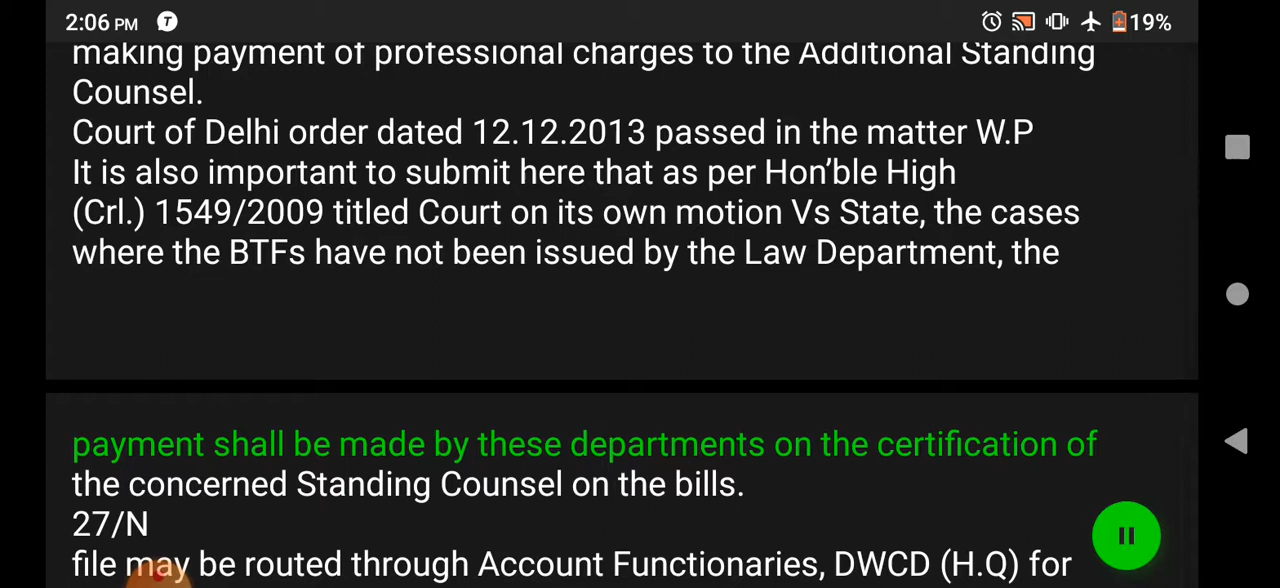 2:06 PM T 19%
making payment of professional charges to the Additional Standing
Counsel.
Court of Delhi order dated 12.12.2013 passed in the matter W.P
It is also important to submit here that as per Hon’ble High
(Crl.) 1549/2009 titled Court on its own motion Vs State, the cases
where the BTFs have not been issued by the Law Department, the
payment shall be made by these departments on the certification of
the concerned Standing Counsel on the bills.
27/N
file may be routed through Account Functionaries, DWCD (H.Q) for